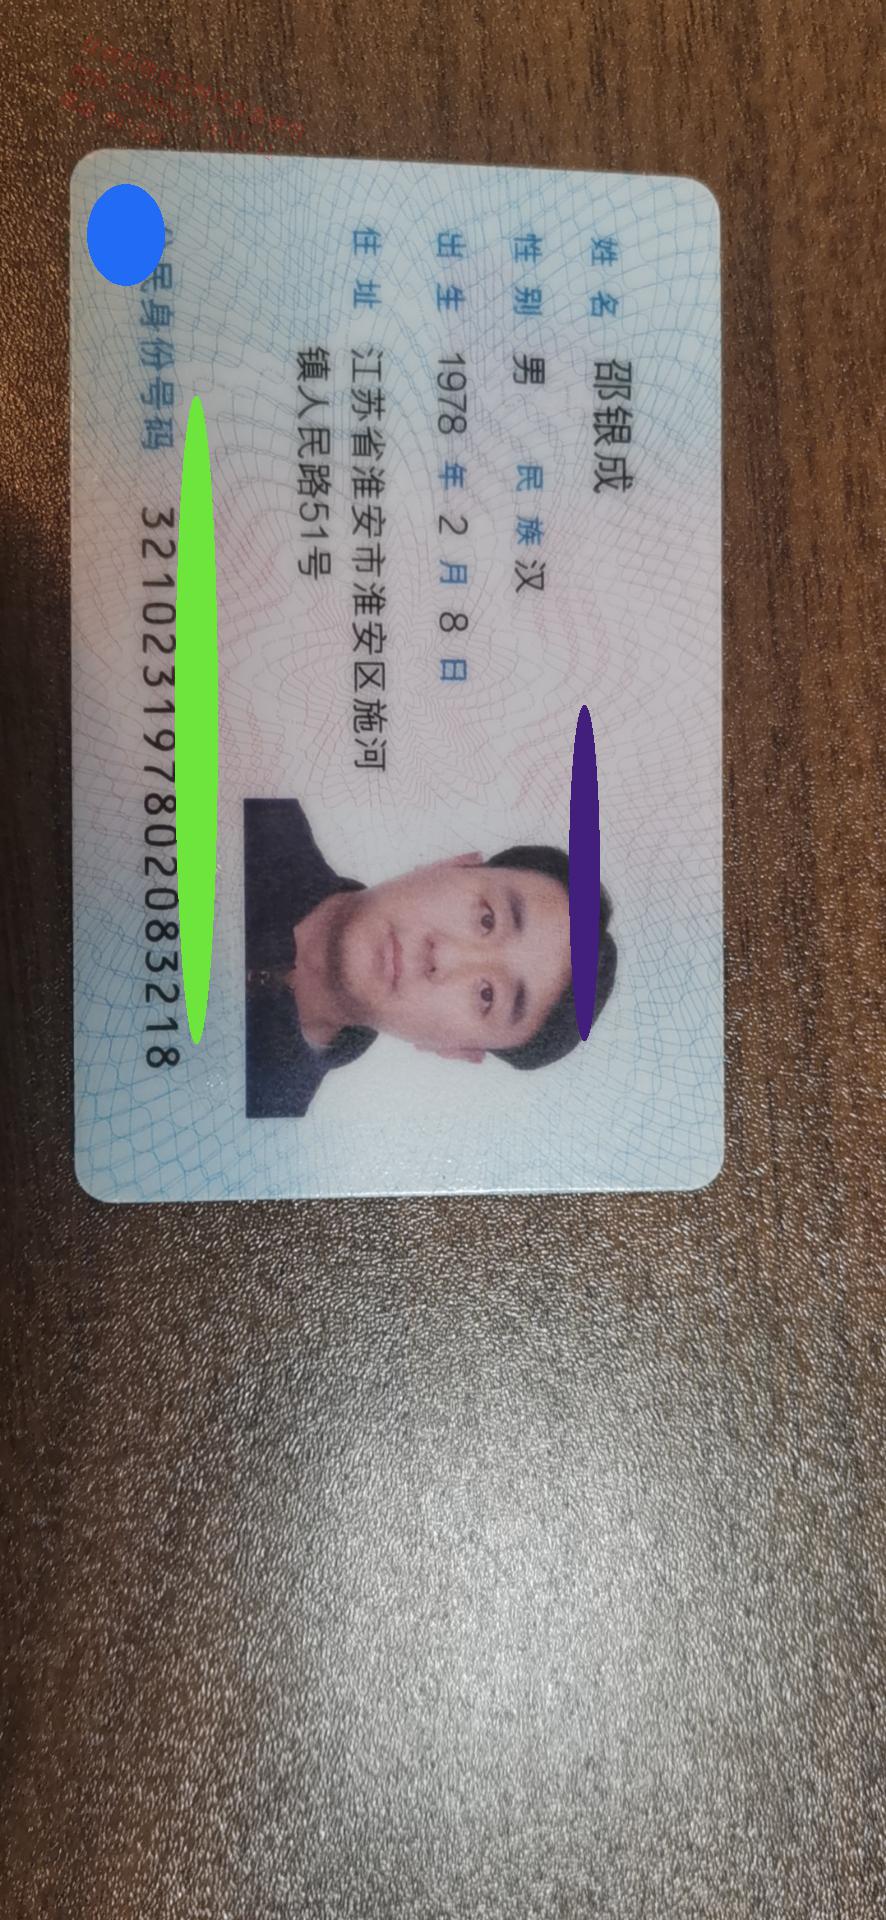 姓名 邵银成
性别 男 民族 汉
出生 1978 年 2 月 8 日
住址 江苏省淮安市淮安区施河
镇人民路51号
公民身份号码 321023197802083218